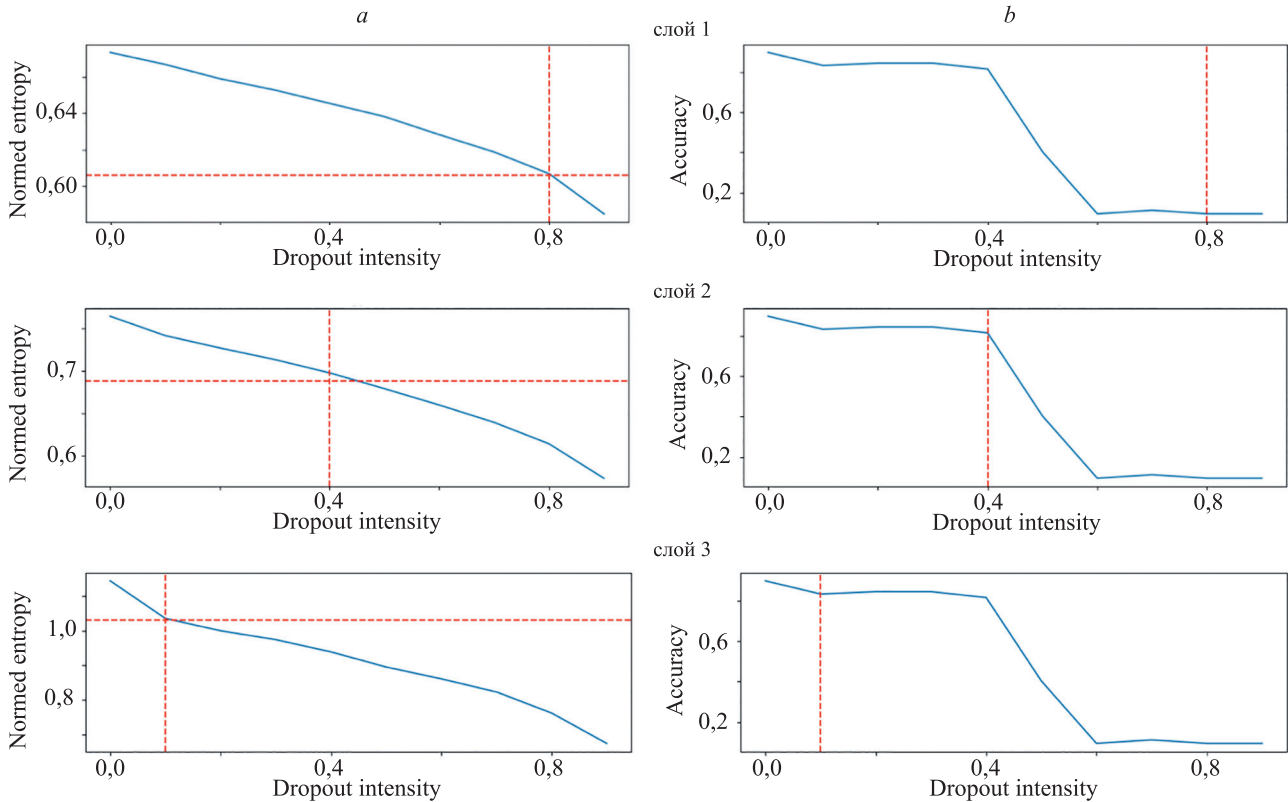 a
b
слой 1
Normed entropy
0,64
0,60
0,0
0,4
0,8
Dropout intensity
Accuracy
0,6
0,2
0,0
0,4
0,8
Dropout intensity
слой 2
Normed entropy
0,7
0,6
0,0
0,4
0,8
Dropout intensity
Accuracy
0,6
0,2
0,0
0,4
0,8
Dropout intensity
слой 3
Normed entropy
1,0
0,8
0,0
0,4
0,8
Dropout intensity
Accuracy
0,6
0,2
0,0
0,4
0,8
Dropout intensity